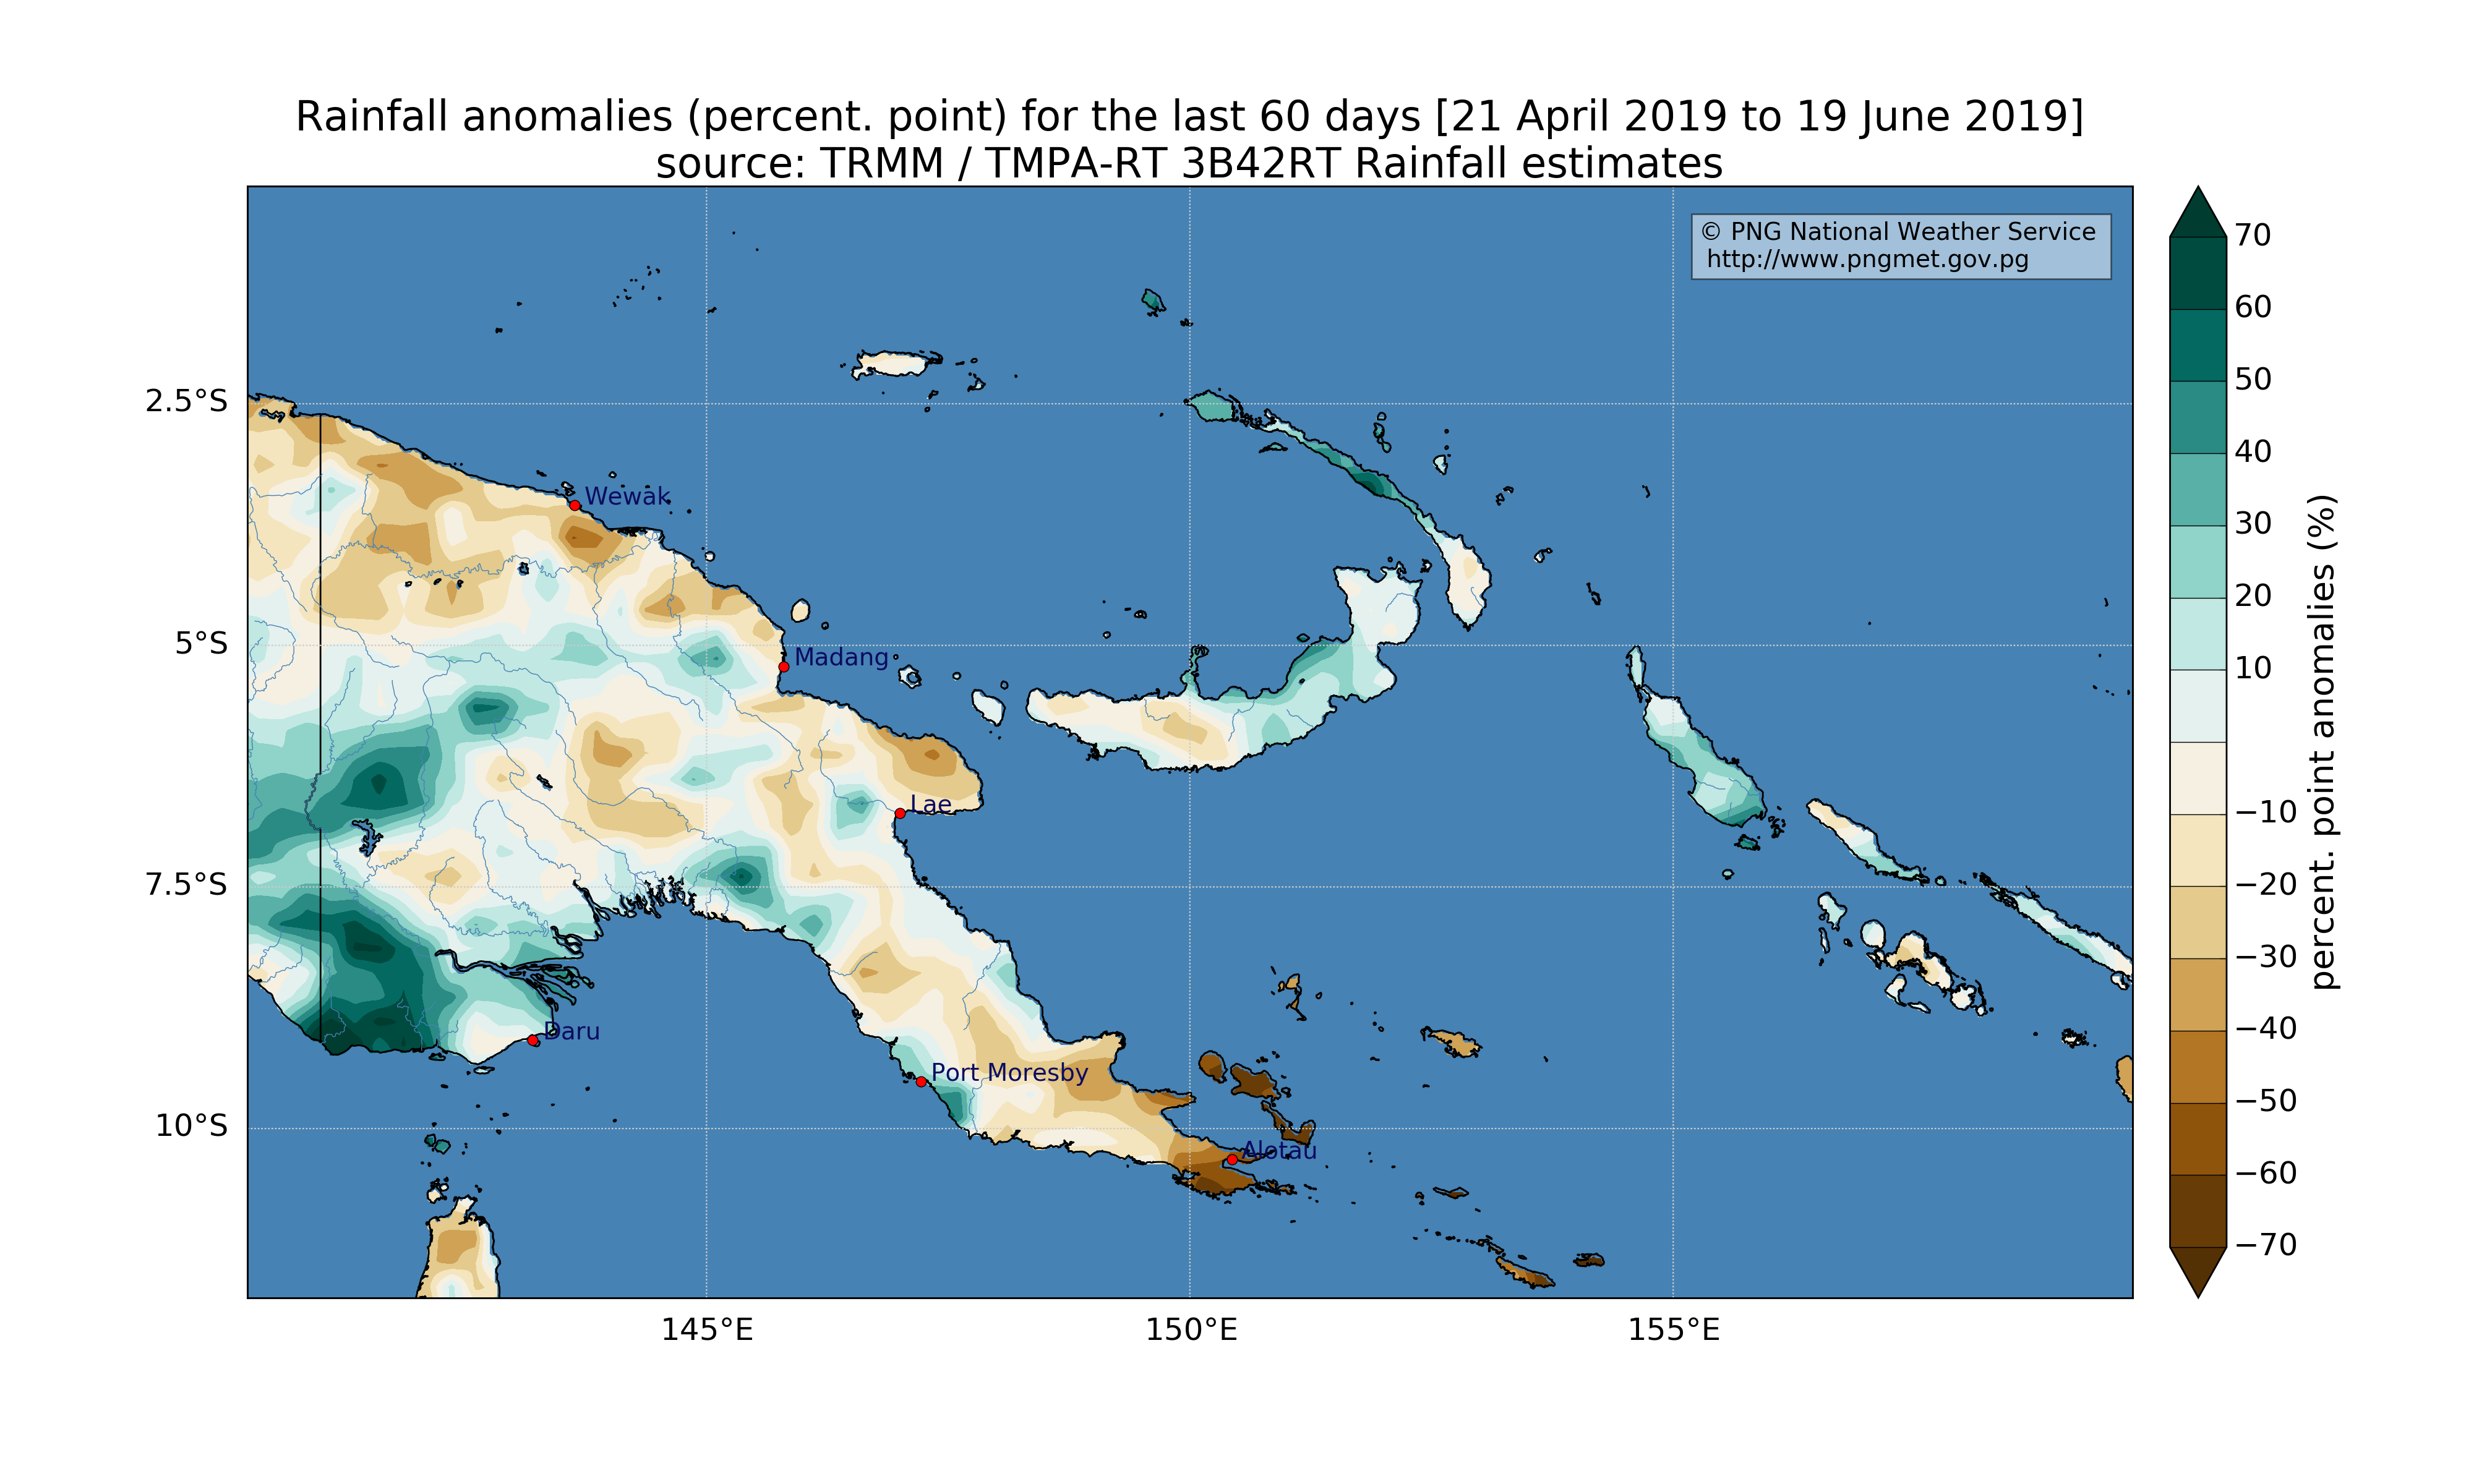 Rainfall anomalies (percent. point) for the last 60 days [21 April 2019 to 19 June 2019]
source: TRMM / TMPA-RT 3B42RT Rainfall estimates
© PNG National Weather Service
http://www.pngmet.gov.pg
2.5°S
5°S
7.5°S
10°S
145°E
150°E
155°E
Wewak
Madang
Lae
Daru
Port Moresby
Alotau
70
60
50
40
30
20
10
−10
−20
−30
−40
−50
−60
−70
percent. point anomalies (%)